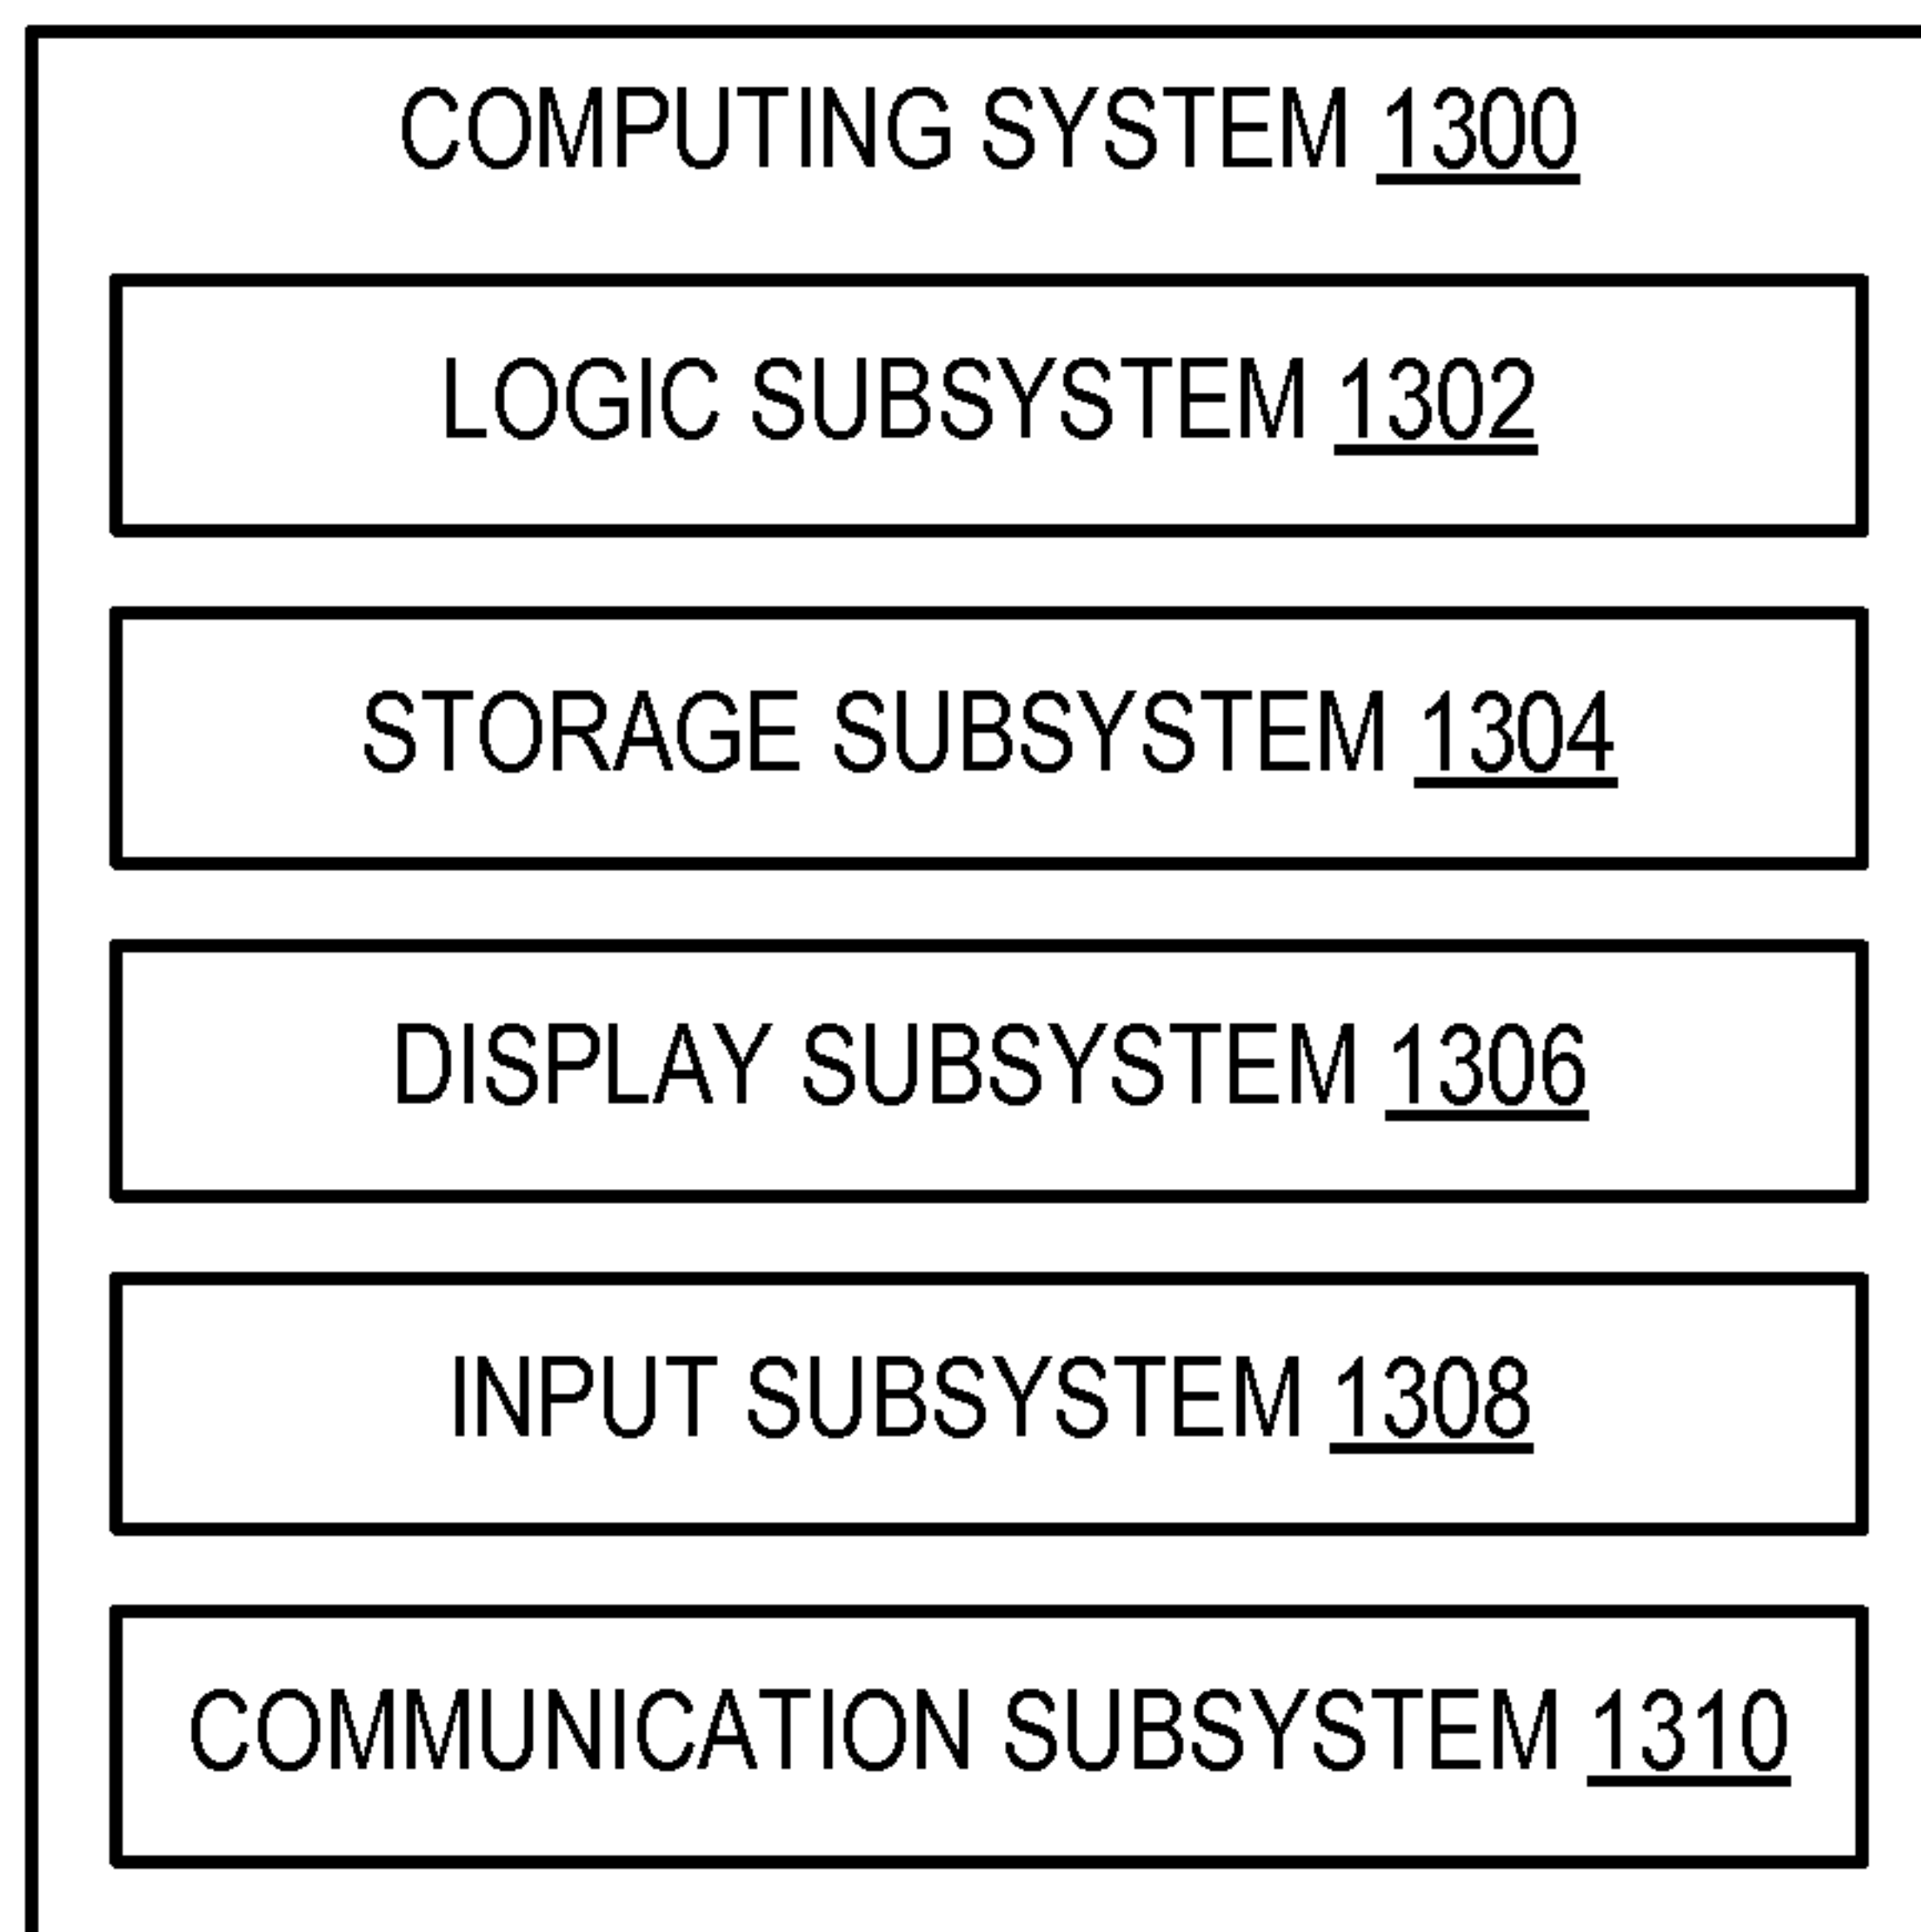 COMPUTING SYSTEM 1300
LOGIC SUBSYSTEM 1302
STORAGE SUBSYSTEM 1304
DISPLAY SUBSYSTEM 1306
INPUT SUBSYSTEM 1308
COMMUNICATION SUBSYSTEM 1310